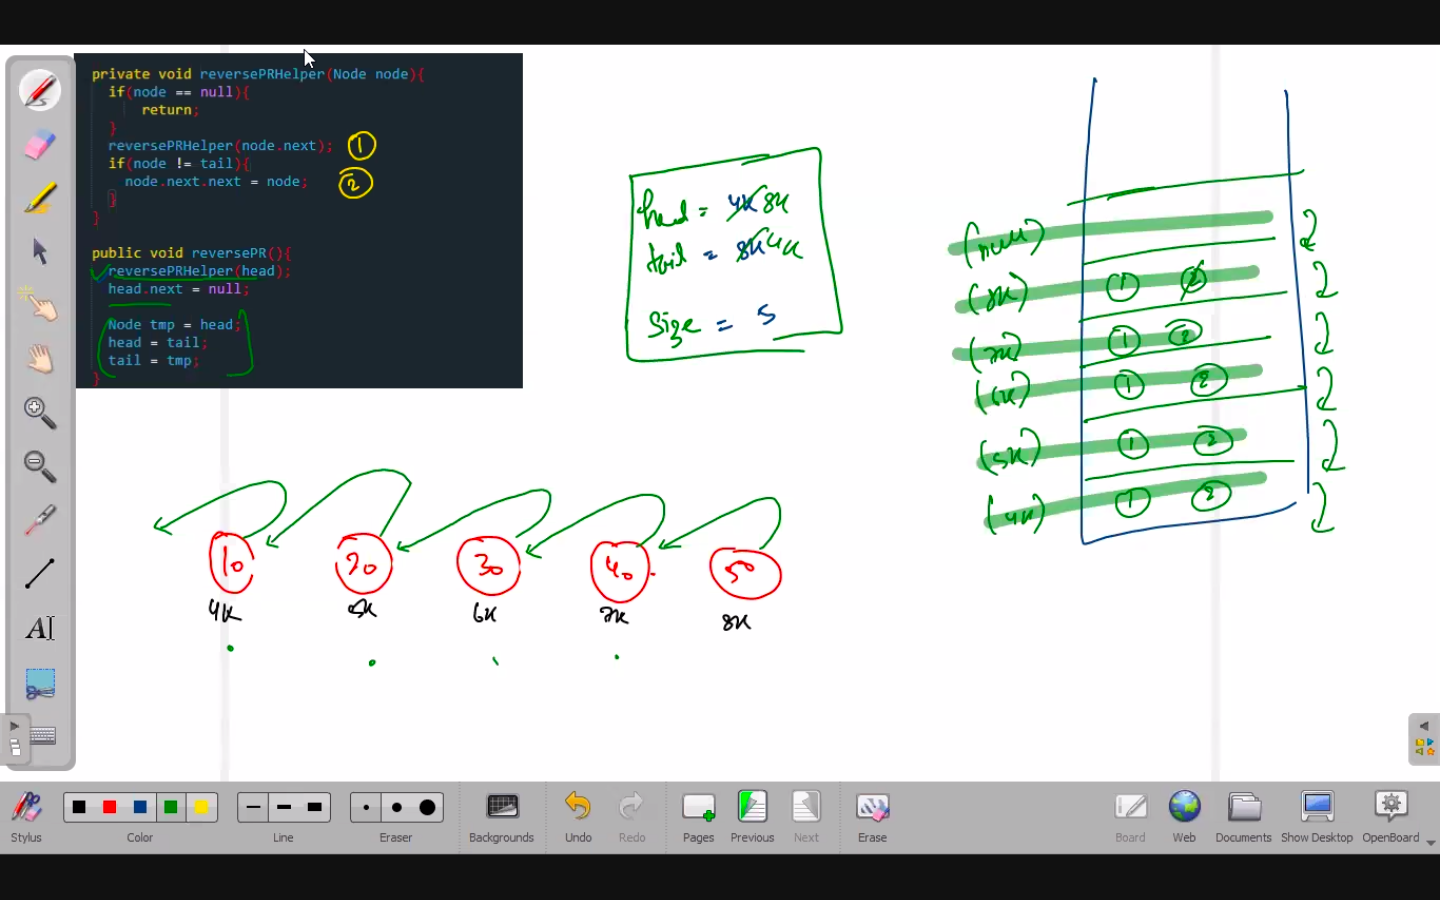 private void reversePRHelper(Node node){
if(node == null){
return;
}
reversePRHelper(node.next); 1
if(node != tail){
node.next.next = node; 2
}
}
public void reversePR(){
reversePRHelper(head);
head.next = null;
Node tmp = head;
head = tail;
tail = tmp;
}
head = 4K 8K
tail = 8K 4K
Size = 5
(null)
(8K) 1 2
(7K) 1 2
(6K) 1 2
(5K) 1 2
(4K) 1 2
10 20 30 40 50
4K 5K 6K 7K 8K
A
Stylus
Color
Line
Eraser
Backgrounds
Undo
Redo
Pages
Previous
Next
Erase
Board
Web
Documents
Show Desktop
OpenBoard